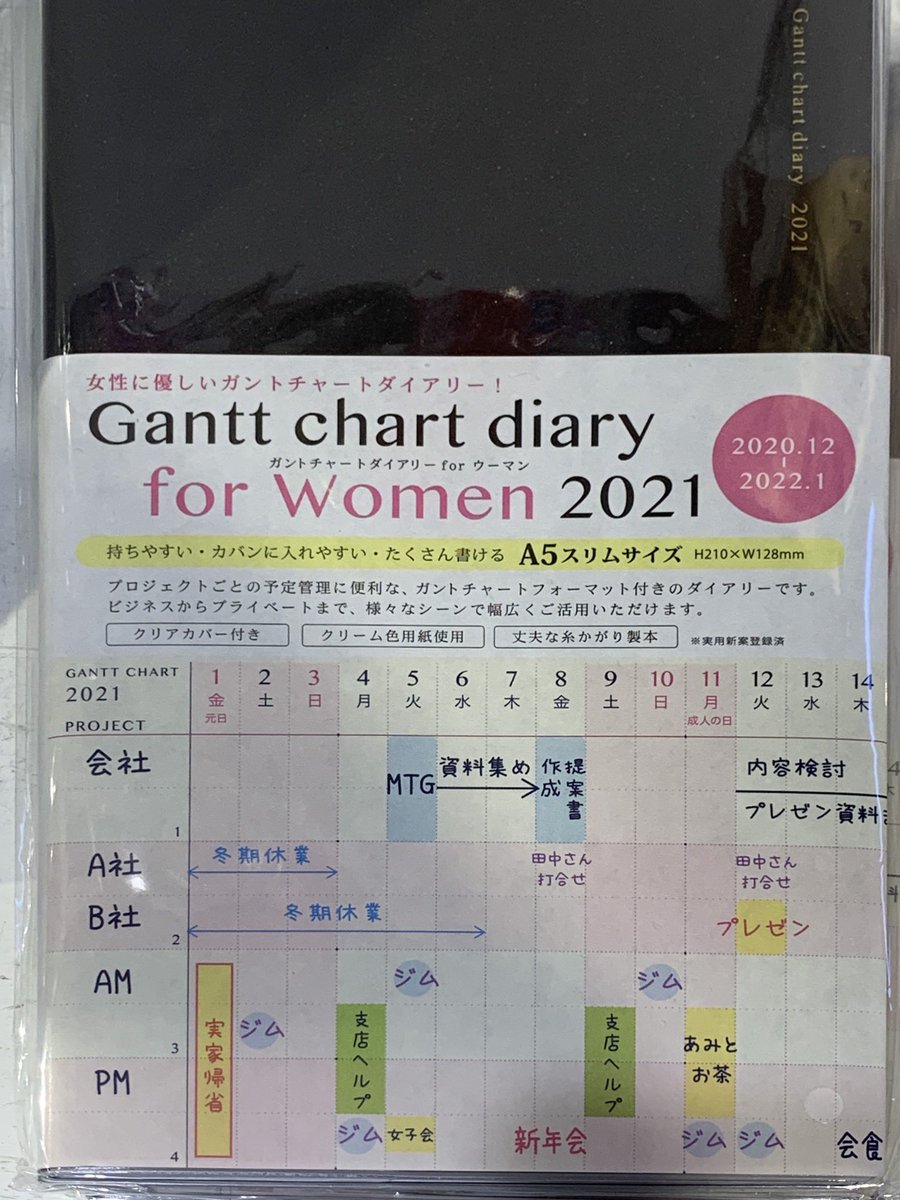 Gantt chart diary 2021
女性に優しいガントチャートダイアリー！
Gantt chart diary
ガントチャートダイアリー for ウーマン
for Women 2021
2020.12
-
2022.1
持ちやすい・カバンに入れやすい・たくさん書ける A5スリムサイズ H210×W128mm
プロジェクトごとの予定管理に便利な、ガントチャートフォーマット付きのダイアリーです。
ビジネスからプライベートまで、様々なシーンで幅広くご活用いただけます。
クリアカバー付き クリーム色用紙使用 丈夫な糸かがり製本 ※実用新案登録済
GANTT CHART
2021
PROJECT
1 2 3 4 5 6 7 8 9 10 11 12 13 14
金 土 日 月 火 水 木 金 土 日 月 火 水 木
元日 成人の日
会社 MTG 資料集め 提案書作成 内容検討
プレゼン資料
1
A社 冬期休業 田中さん 田中さん
打合せ 打合せ
B社 冬期休業 プレゼン
2
AM ジム ジム
実家帰省 ジム 支店ヘルプ 支店ヘルプ あみと
お茶
3
PM
ジム 女子会 新年会 ジム ジム 会食
4